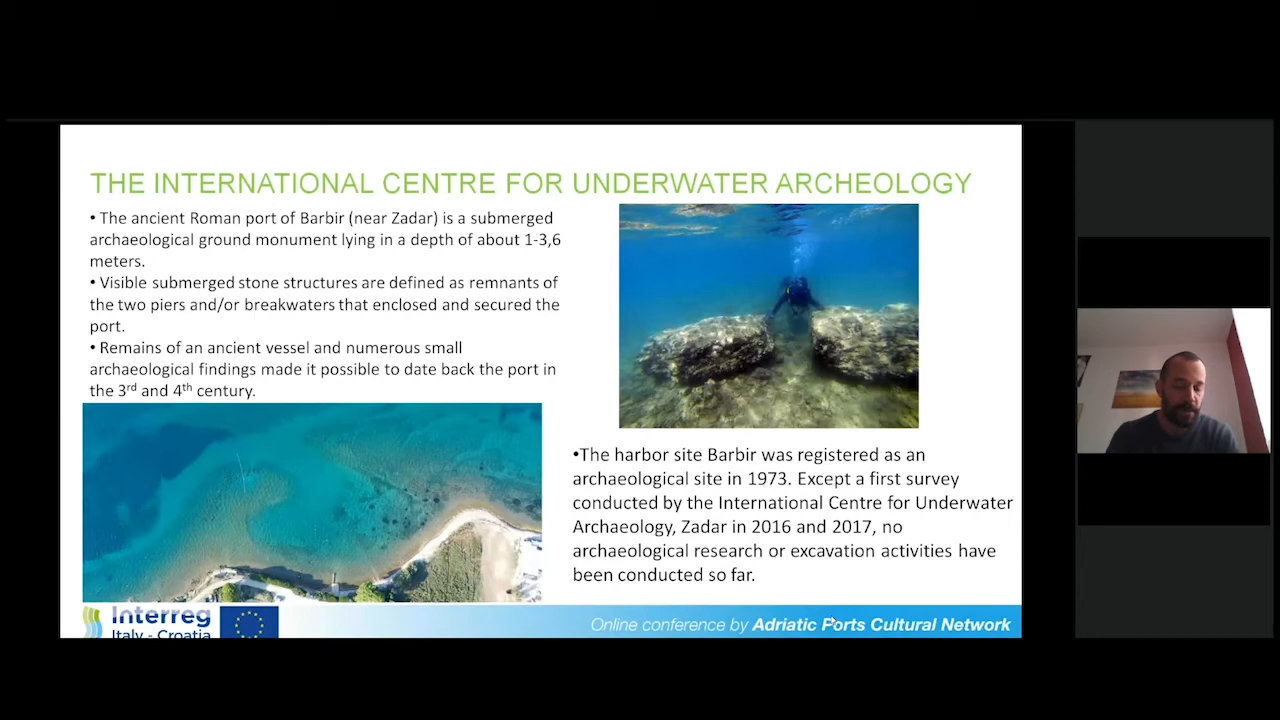 THE INTERNATIONAL CENTRE FOR UNDERWATER ARCHEOLOGY
• The ancient Roman port of Barbir (near Zadar) is a submerged
archaeological ground monument lying in a depth of about 1-3,6
meters.
• Visible submerged stone structures are defined as remnants of
the two piers and/or breakwaters that enclosed and secured the
port.
• Remains of an ancient vessel and numerous small
archaeological findings made it possible to date back the port in
the 3rd and 4th century.
•The harbor site Barbir was registered as an
archaeological site in 1973. Except a first survey
conducted by the International Centre for Underwater
Archaeology, Zadar in 2016 and 2017, no
archaeological research or excavation activities have
been conducted so far.
Interreg
Italy - Croatia
Online conference by Adriatic Ports Cultural Network